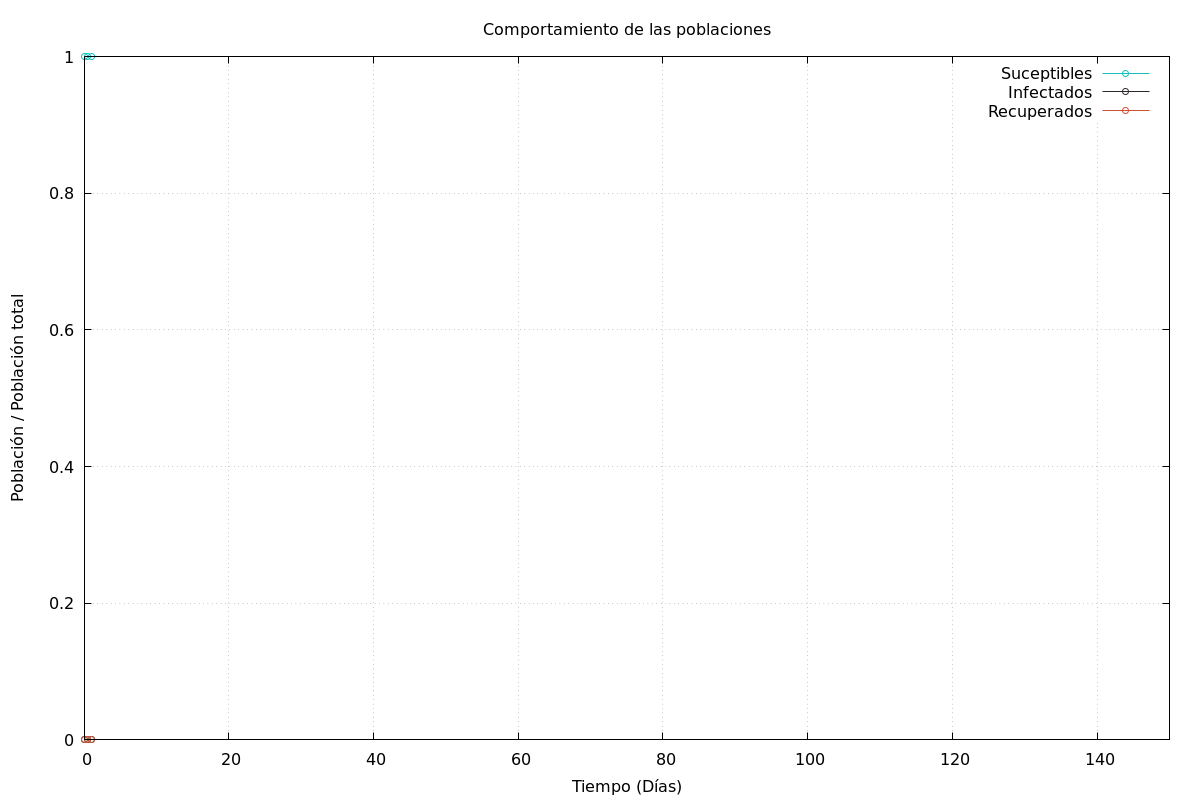 Comportamiento de las poblaciones
1
Suceptibles
Infectados
Recuperados
0.8
0.6
0.4
0.2
0
Población / Población total
0 20 40 60 80 100 120 140
Tiempo (Días)